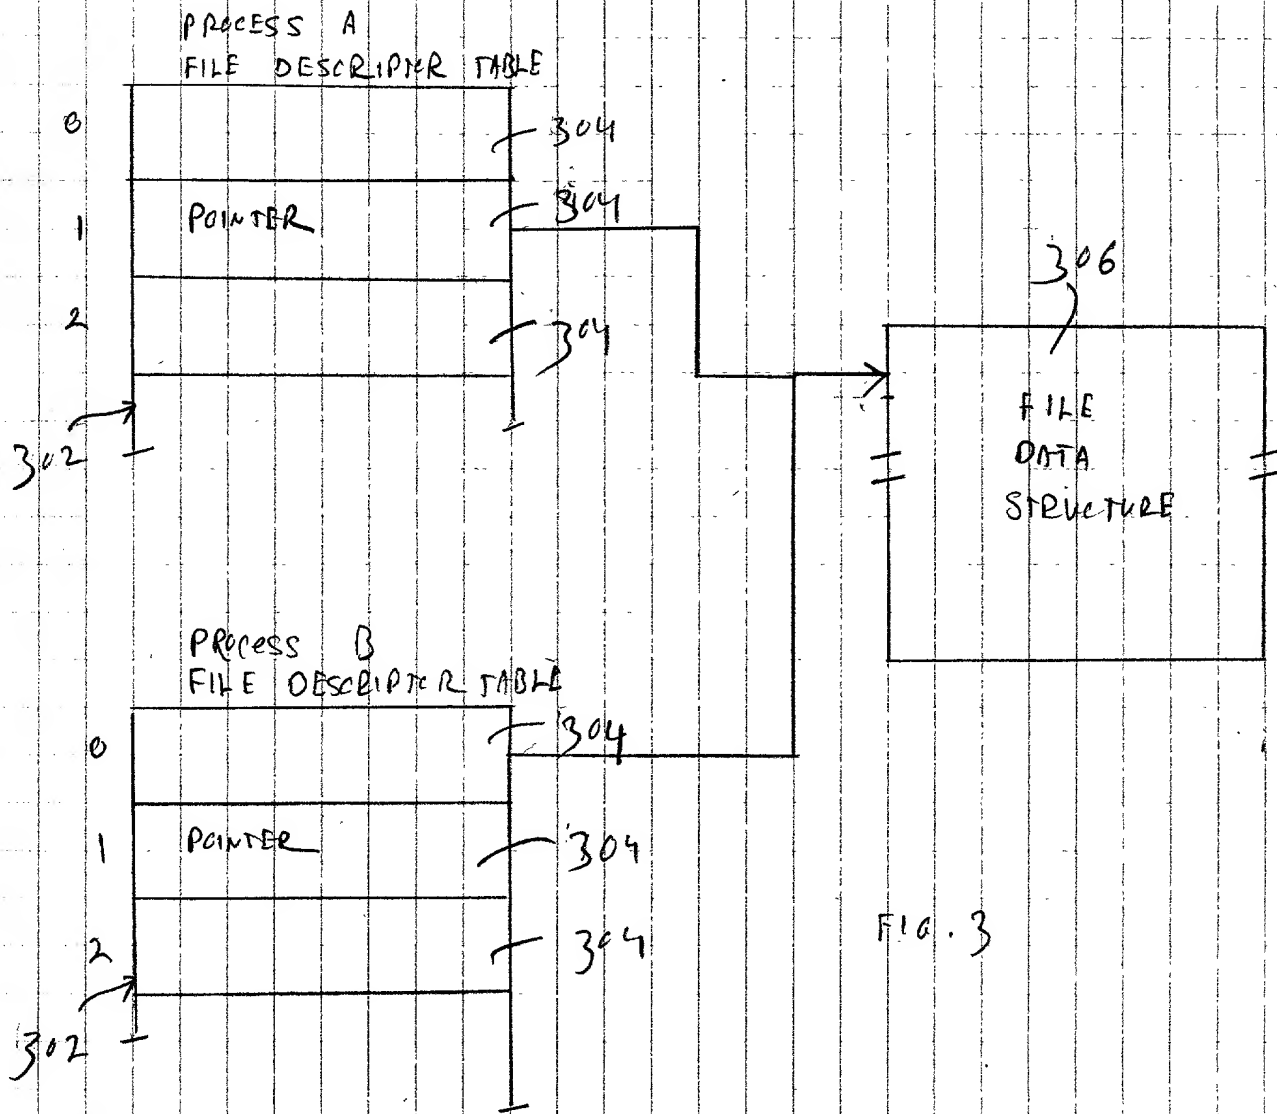 PROCESS A
FILE DESCRIPTOR TABLE
0
304
1
POINTER
304
2
304
302
306
FILE
DATA
STRUCTURE
PROCESS B
FILE DESCRIPTOR TABLE
0
304
1
POINTER
304
2
304
302
FIG. 3